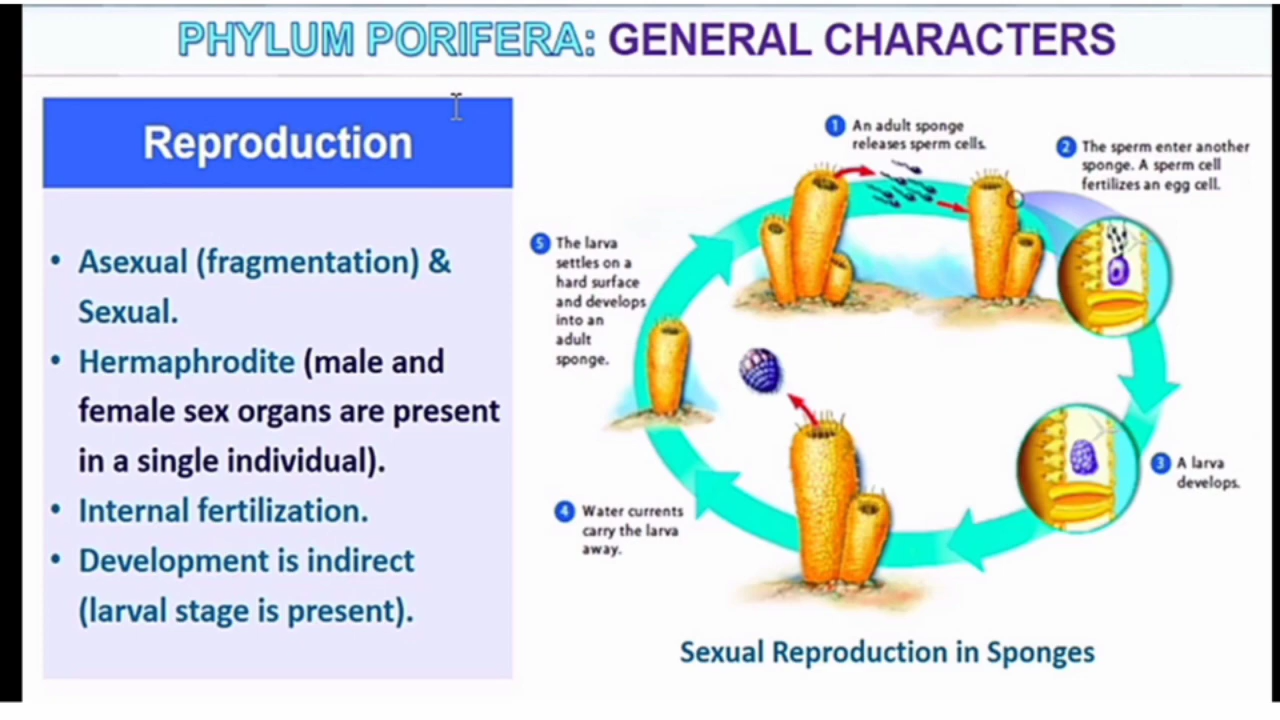 PHYLUM PORIFERA: GENERAL CHARACTERS
Reproduction
• Asexual (fragmentation) &
Sexual.
• Hermaphrodite (male and
female sex organs are present
in a single individual).
• Internal fertilization.
• Development is indirect
(larval stage is present).
1 An adult sponge
releases sperm cells.
2 The sperm enter another
sponge. A sperm cell
fertilizes an egg cell.
3 A larva
develops.
4 Water currents
carry the larva
away.
5 The larva
settles on a
hard surface
and develops
into an
adult
sponge.
Sexual Reproduction in Sponges